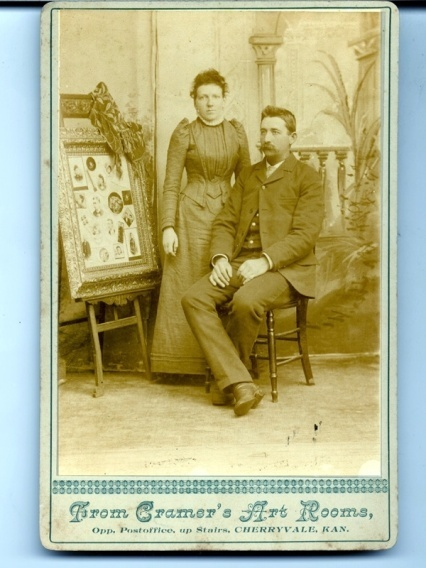 From Cramer's Art Rooms,
Opp. Postoffice, up Stairs, CHERRYVALE, KAN.